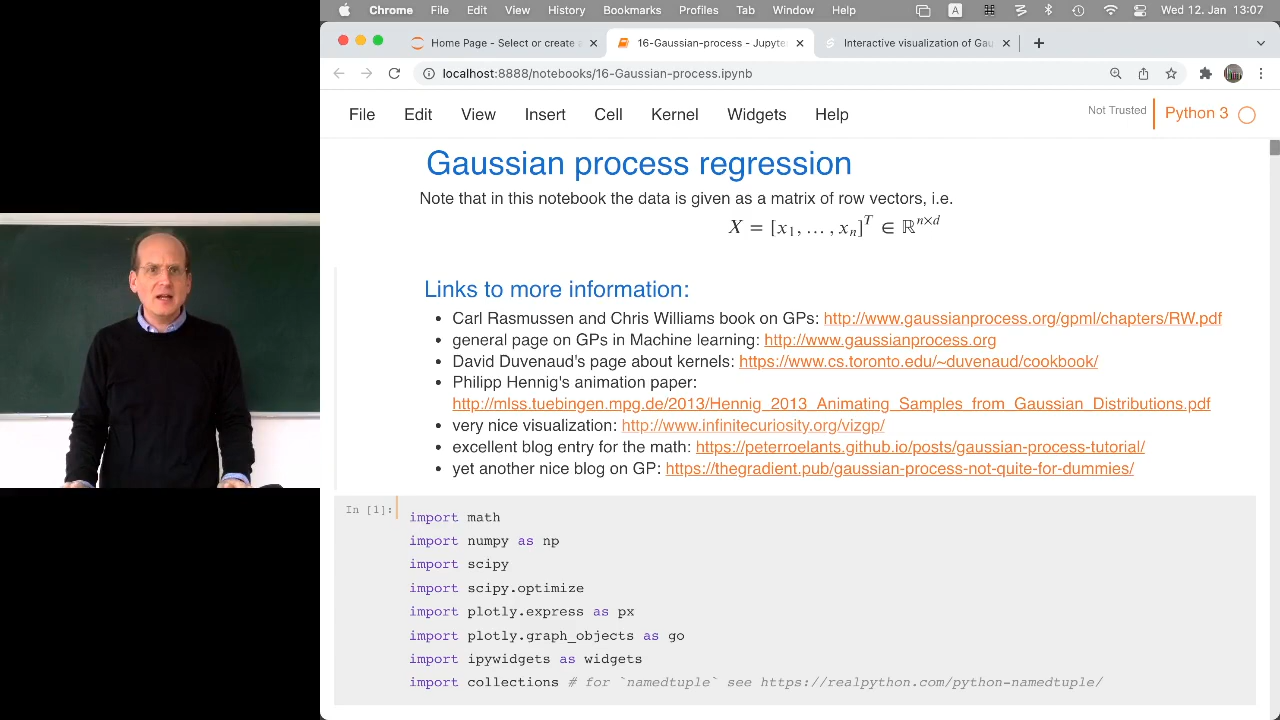 Chrome File Edit View History Bookmarks Profiles Tab Window Help A Wed 12. Jan 13:07
Home Page - Select or create 16-Gaussian-process - Jupyte Interactive visualization of Gau
localhost:8888/notebooks/16-Gaussian-process.ipynb
File Edit View Insert Cell Kernel Widgets Help Not Trusted Python 3
Gaussian process regression
Note that in this notebook the data is given as a matrix of row vectors, i.e.
X = [x₁, … , xₙ]ᵀ ∈ ℝⁿˣᵈ
Links to more information:
• Carl Rasmussen and Chris Williams book on GPs: http://www.gaussianprocess.org/gpml/chapters/RW.pdf
• general page on GPs in Machine learning: http://www.gaussianprocess.org
• David Duvenaud's page about kernels: https://www.cs.toronto.edu/~duvenaud/cookbook/
• Philipp Hennig's animation paper:
http://mlss.tuebingen.mpg.de/2013/Hennig_2013_Animating_Samples_from_Gaussian_Distributions.pdf
• very nice visualization: http://www.infinitecuriosity.org/vizgp/
• excellent blog entry for the math: https://peterroelants.github.io/posts/gaussian-process-tutorial/
• yet another nice blog on GP: https://thegradient.pub/gaussian-process-not-quite-for-dummies/
In [1]:
import math
import numpy as np
import scipy
import scipy.optimize
import plotly.express as px
import plotly.graph_objects as go
import ipywidgets as widgets
import collections # for `namedtuple` see https://realpython.com/python-namedtuple/